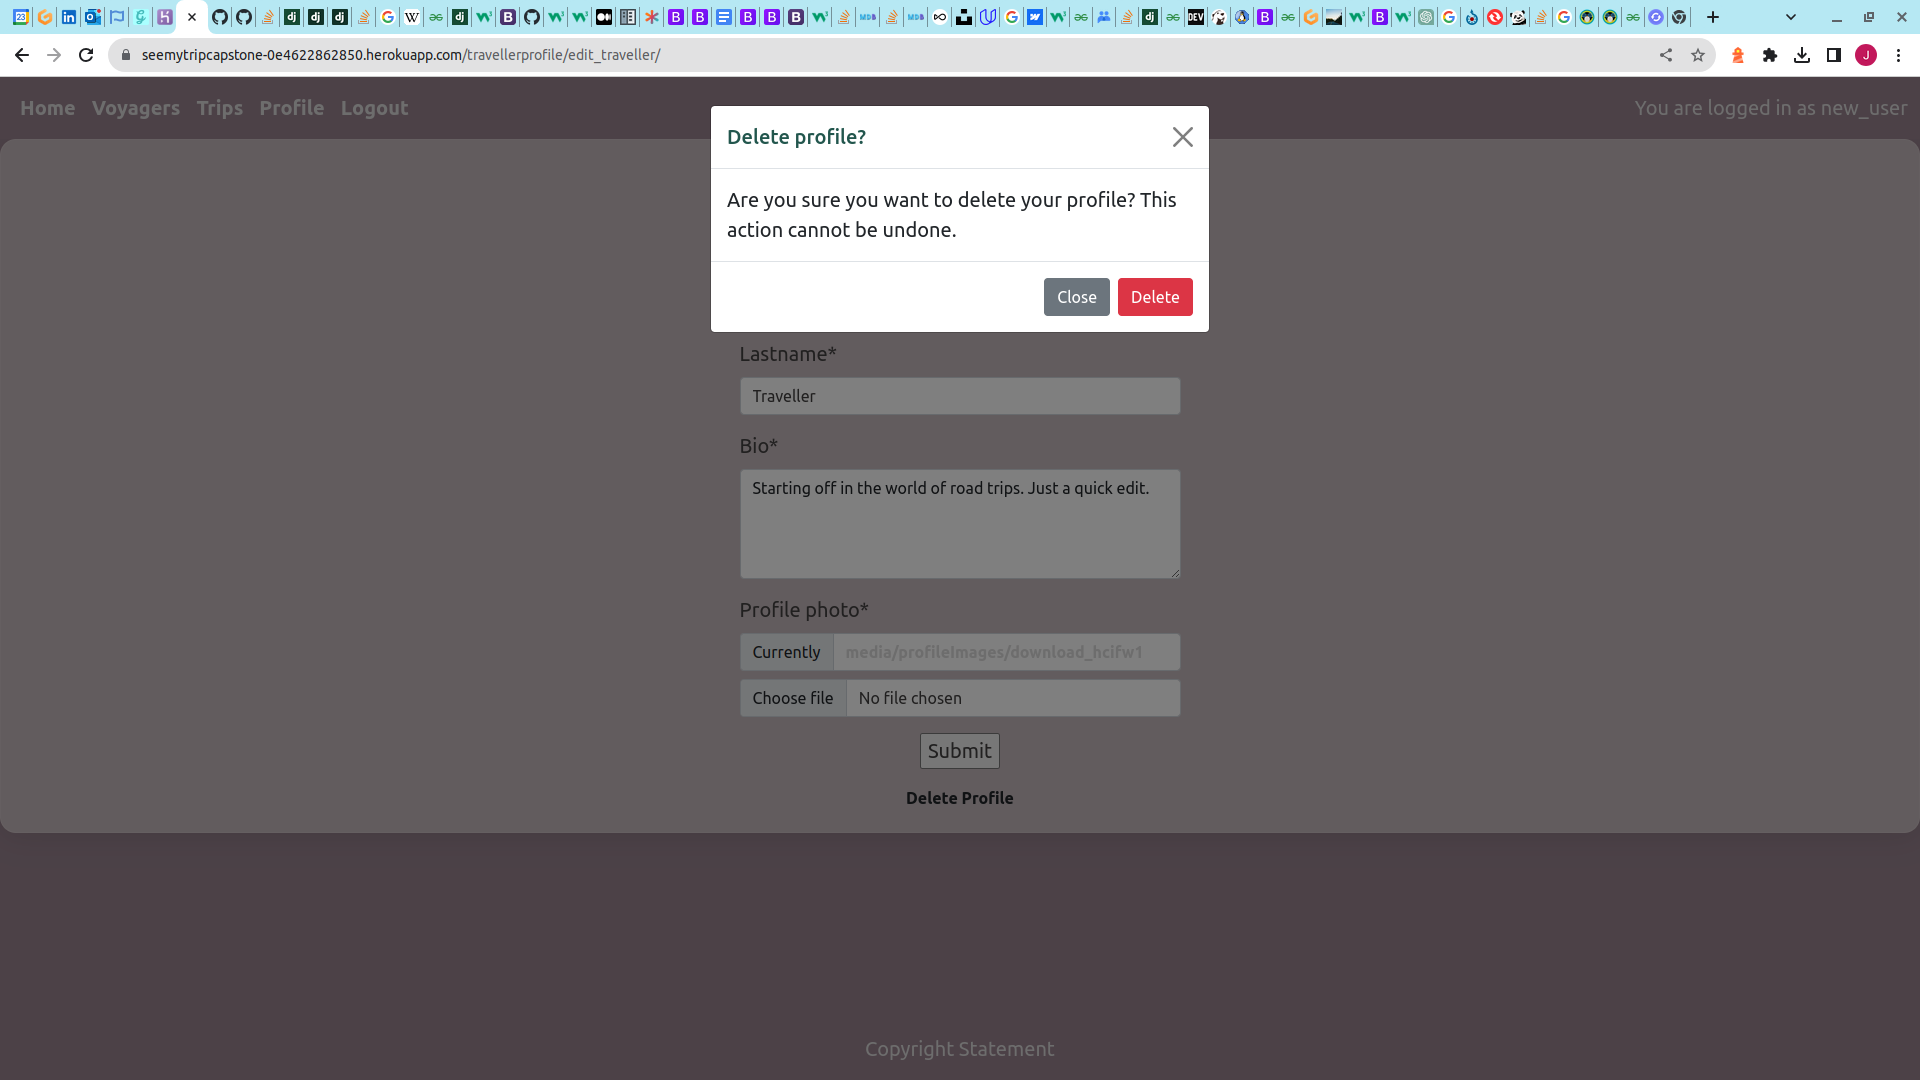 seemytripcapstone-0e4622862850.herokuapp.com/travellerprofile/edit_traveller/
Home Voyagers Trips Profile Logout
You are logged in as new_user
Delete profile?
Are you sure you want to delete your profile? This
action cannot be undone.
Close Delete
Lastname*
Traveller
Bio*
Starting off in the world of road trips. Just a quick edit.
Profile photo*
Currently media/profileImages/download_hcifw1
Choose file No file chosen
Submit
Delete Profile
Copyright Statement